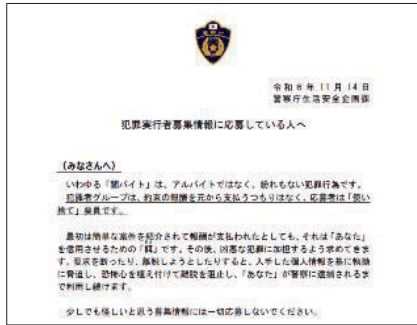 令和6年11月14日
警察庁生活安全企画課
犯罪実行者募集情報に応募している人へ
(みなさんへ)
いわゆる「闇バイト」は、アルバイトではなく、紛れもない犯罪行為です。
犯罪者グループは、約束の報酬を元から支払うつもりはなく、応募者は「使い
捨て」要員です。
最初は簡単な案件を紹介されて報酬が支払われたとしても、それは「あなた」
を信用させるための「餌」です。その後、凶悪な犯罪に加担するよう求めてきま
す。要求を断ったり、離脱しようとしたりすると、入手した個人情報を基に執拗
に脅迫し、恐怖心を植え付けて離脱を阻止し、「あなた」が警察に逮捕されるま
で利用し続けます。
少しでも怪しいと思う募集情報には一切応募しないでください。